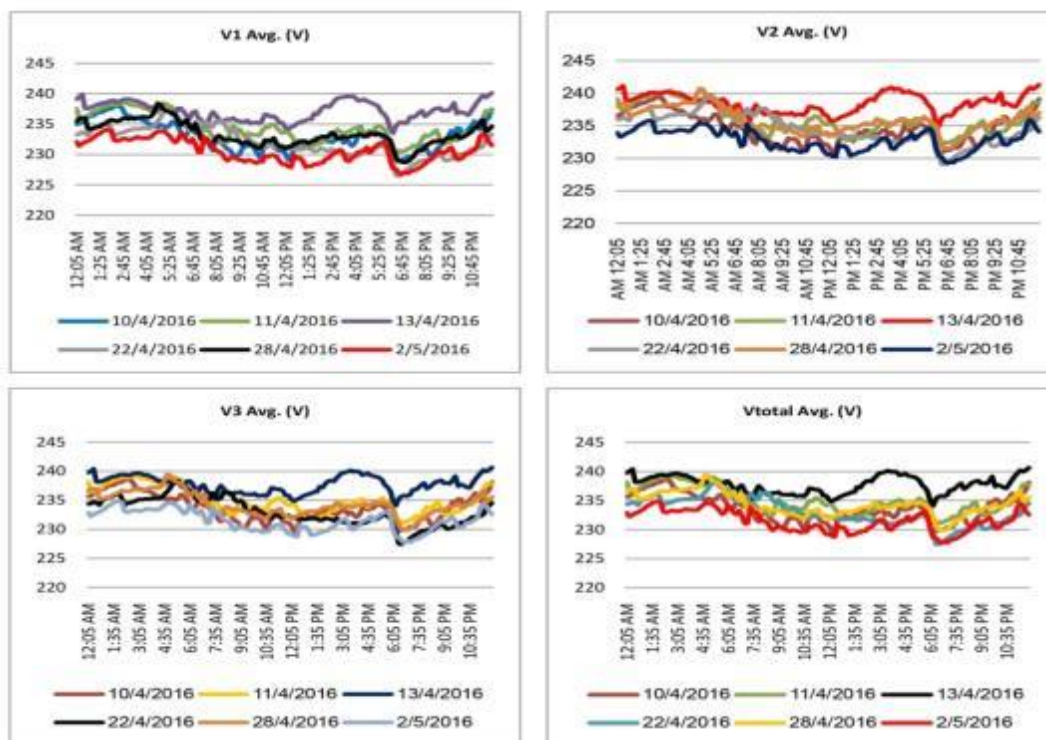 V1 Avg. (V)
245
240
235
230
225
220
12:05 AM
1:25 AM
2:45 AM
4:05 AM
5:25 AM
6:45 AM
8:05 AM
9:25 AM
10:45 AM
12:05 PM
1:25 PM
2:45 PM
4:05 PM
5:25 PM
6:45 PM
8:05 PM
9:25 PM
10:45 PM
10/4/2016 11/4/2016 13/4/2016
22/4/2016 28/4/2016 2/5/2016
V2 Avg. (V)
245
240
235
230
225
220
AM 12:05
AM 1:25
AM 2:45
AM 4:05
AM 5:25
AM 6:45
AM 8:05
AM 9:25
AM 10:45
PM 12:05
PM 1:25
PM 2:45
PM 4:05
PM 5:25
PM 6:45
PM 8:05
PM 9:25
PM 10:45
10/4/2016 11/4/2016 13/4/2016
22/4/2016 28/4/2016 2/5/2016
V3 Avg. (V)
245
240
235
230
225
220
12:05 AM
1:35 AM
3:05 AM
4:35 AM
6:05 AM
7:35 AM
9:05 AM
10:35 AM
12:05 PM
1:35 PM
3:05 PM
4:35 PM
6:05 PM
7:35 PM
9:05 PM
10:35 PM
10/4/2016 11/4/2016 13/4/2016
22/4/2016 28/4/2016 2/5/2016
Vtotal Avg. (V)
245
240
235
230
225
220
12:05 AM
1:35 AM
3:05 AM
4:35 AM
6:05 AM
7:35 AM
9:05 AM
10:35 AM
12:05 PM
1:35 PM
3:05 PM
4:35 PM
6:05 PM
7:35 PM
9:05 PM
10:35 PM
10/4/2016 11/4/2016 13/4/2016
22/4/2016 28/4/2016 2/5/2016